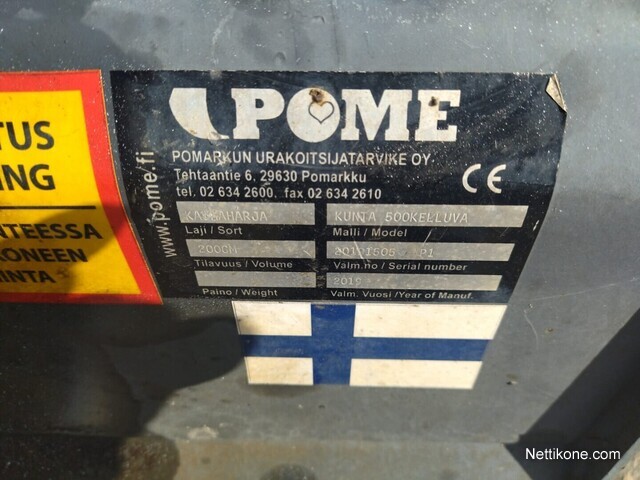 TUS
ING
NTEESSA
KONEEN
INTA
www.pome.fi
POME
POMARKUN URAKOITSIJATARVIKE OY.
Tehtaantie 6, 29630 Pomarkku
tel. 02 634 2600. fax 02 634 2610
CE
KUINTA 500KELLUVA
Laji / Sort
Malli / Model
200CM
Tilavuus / Volume
Valm.no / Serial number
2019
Paino / Weight
Valm. Vuosi /Year of Manuf.
Nettikone.com